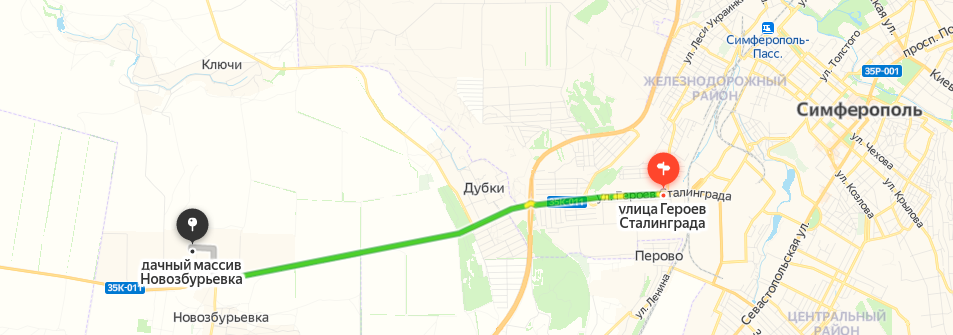 ул. Леси Украинки
Симферополь-
Пасс.
ул. Толстого
просп. По
35Р-001
Киев
Ключи
ЖЕЛЕЗНОДОРОЖНЫЙ
РАЙОН
Симферополь
ул. Чехова
ул. Козлова
ул. Крылова
Дубки
35К-011
ул. Героев Сталинграда
улица Героев
Сталинграда
дачный массив
Новозбурьевка
35К-011
Новозбурьевка
Перово
ул. Ленина
Севастопольская ул.
ЦЕНТРАЛЬНЫЙ
РАЙОН
ул.